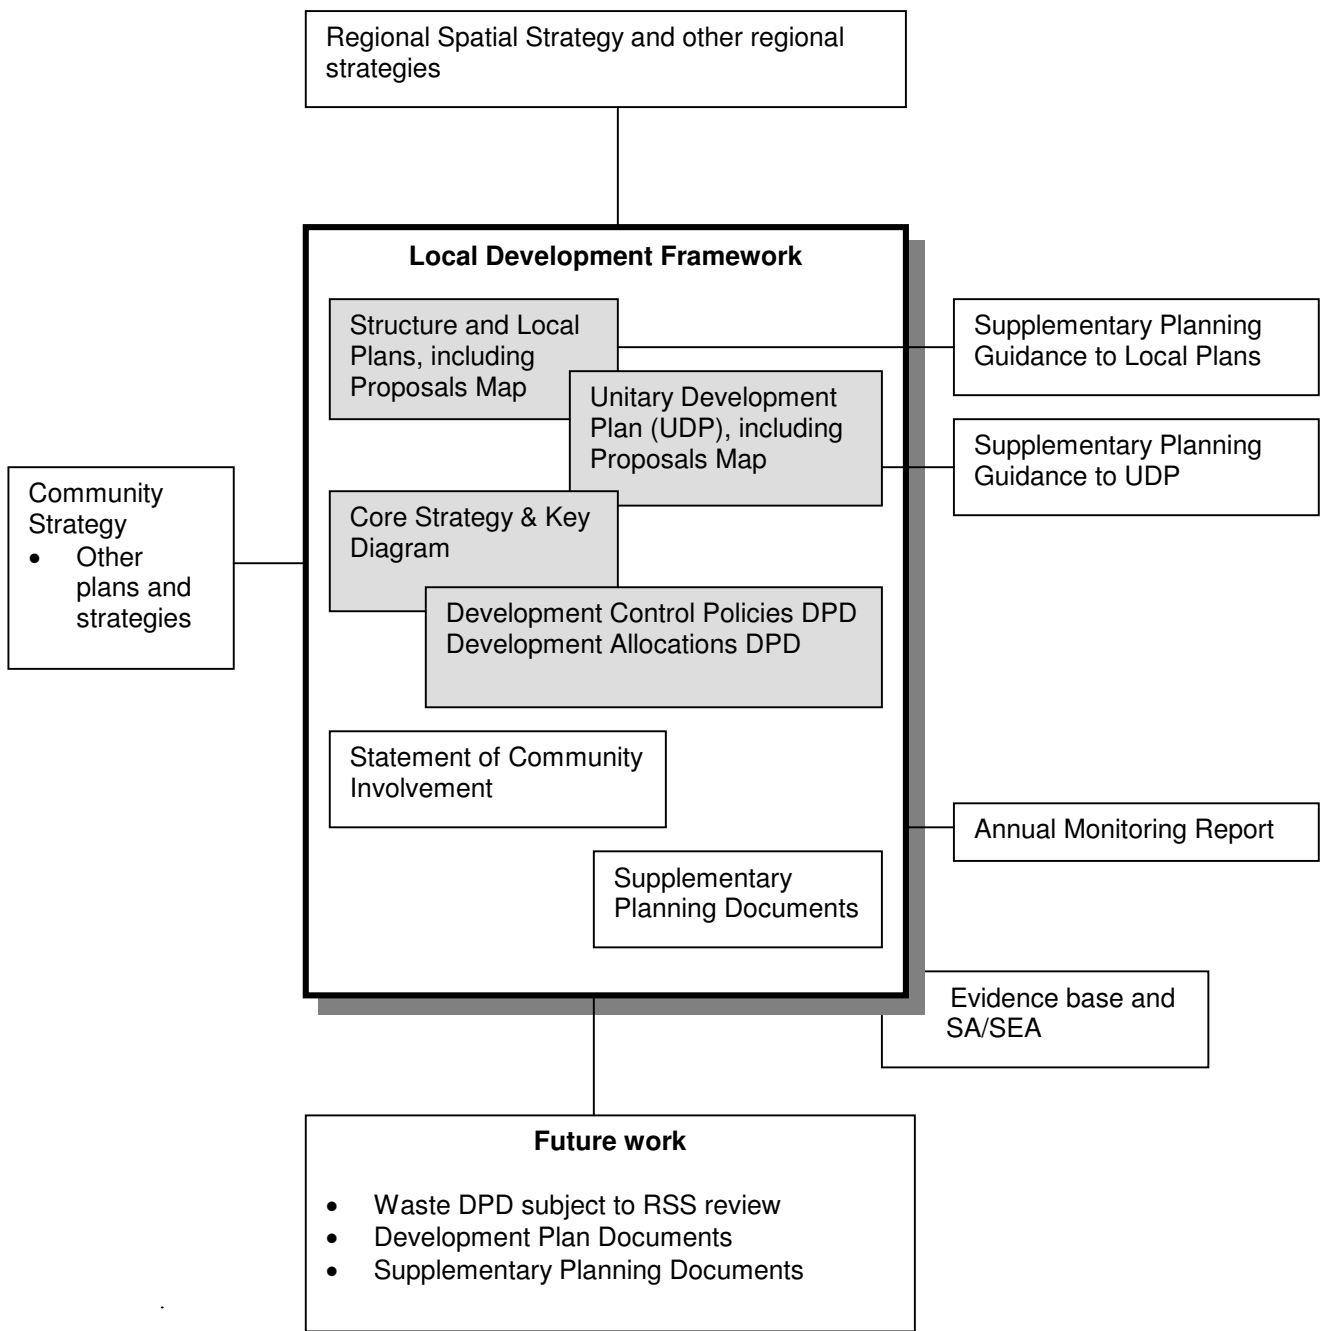 Regional Spatial Strategy and other regional
strategies
Local Development Framework
Structure and Local
Plans, including
Proposals Map
Supplementary Planning
Guidance to Local Plans
Unitary Development
Plan (UDP), including
Proposals Map
Supplementary Planning
Guidance to UDP
Community
Strategy
• Other
plans and
strategies
Core Strategy & Key
Diagram
Development Control Policies DPD
Development Allocations DPD
Statement of Community
Involvement
Annual Monitoring Report
Supplementary
Planning Documents
Evidence base and
SA/SEA
Future work
• Waste DPD subject to RSS review
• Development Plan Documents
• Supplementary Planning Documents